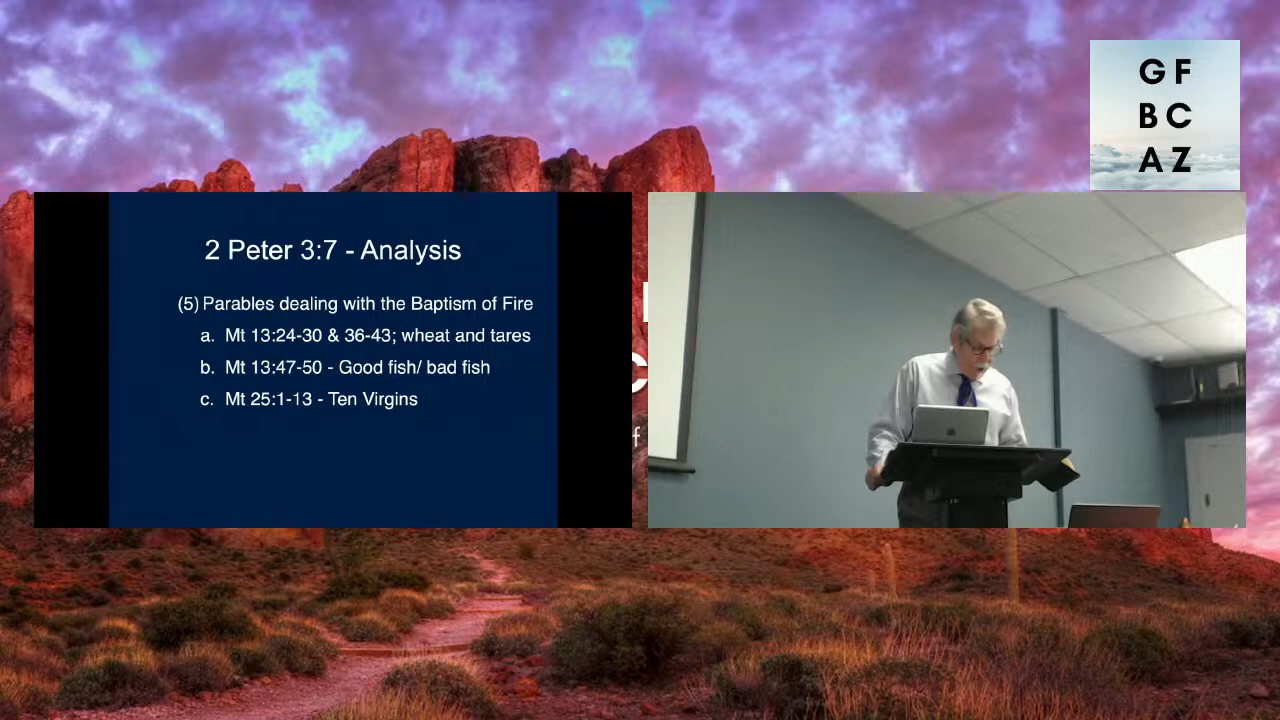 G F
B C
A Z
2 Peter 3:7 - Analysis
(5) Parables dealing with the Baptism of Fire
a. Mt 13:24-30 & 36-43; wheat and tares
b. Mt 13:47-50 - Good fish/ bad fish
c. Mt 25:1-13 - Ten Virgins